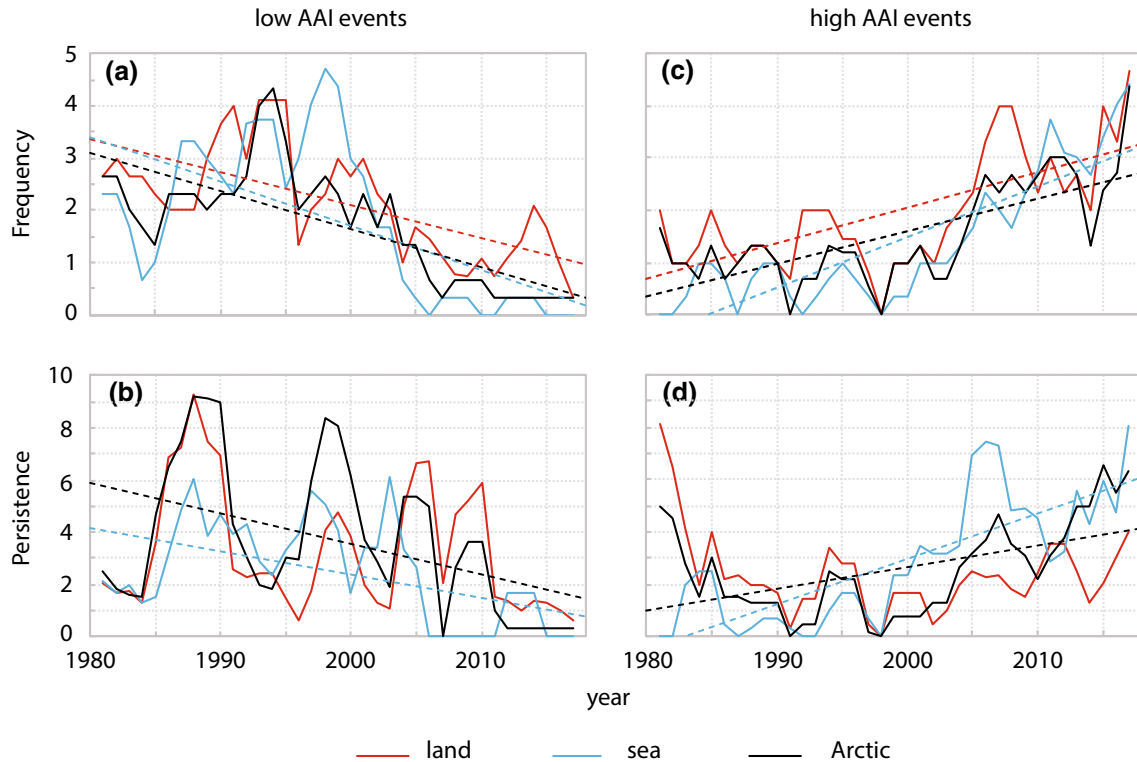 low AAI events
high AAI events
(a)
(c)
Frequency
5
4
3
2
1
0
(b)
(d)
Persistence
10
8
6
4
2
0
1980
1990
2000
2010
1980
1990
2000
2010
year
land
sea
Arctic